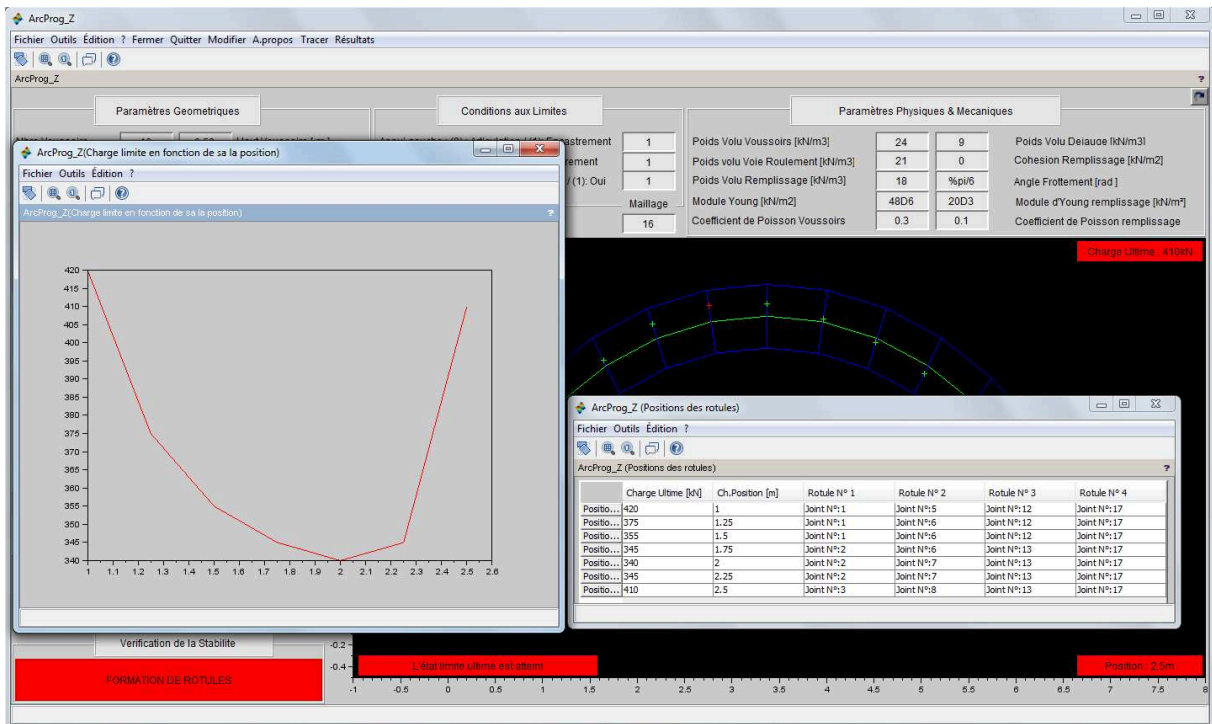 ArcProg_Z
Fichier Outils Édition ? Fermer Quitter Modifier A.propos Tracer Résultats
ArcProg_Z ?
Paramètres Geometriques
Conditions aux Limites
Paramètres Physiques & Mecaniques
1
1
/ (1): Oui 1
Maillage
16
Poids Volu Voussoirs [kN/m3] 24 9 Poids Volu Dejauge [kN/m3]
Poids volu Voie Roulement[kN/m3] 21 0 Cohesion Remplissage [kN/m2]
Poids Volu Remplissage [kN/m3] 18 %pi/6 Angle Frottement [rad ]
Module Young [kN/m2] 48D6 20D3 Module d'Young remplissage [kN/m²]
Coefficient de Poisson Voussoirs 0.3 0.1 Coefficient de Poisson remplissage
ArcProg_Z(Charge limite en fonction de sa la position)
Fichier Outils Édition ?
ArcProg_Z(Charge limite en fonction de sa la position) ?
420
415
410
405
400
395
390
385
380
375
370
365
360
355
350
345
340
1 1.1 1.2 1.3 1.4 1.5 1.6 1.7 1.8 1.9 2 2.1 2.2 2.3 2.4 2.5 2.6
Charge Ultime : 410kN
ArcProg_Z (Positions des rotules)
Fichier Outils Édition ?
ArcProg_Z (Positions des rotules) ?
Charge Ultime [kN] Ch.Position [m] Rotule N° 1 Rotule N° 2 Rotule N° 3 Rotule N° 4
Positio... 420 1 Joint N°:1 Joint N°:5 Joint N°:12 Joint N°:17
Positio... 375 1.25 Joint N°:1 Joint N°:6 Joint N°:12 Joint N°:17
Positio... 355 1.5 Joint N°:1 Joint N°:6 Joint N°:12 Joint N°:17
Positio... 345 1.75 Joint N°:2 Joint N°:6 Joint N°:13 Joint N°:17
Positio... 340 2 Joint N°:2 Joint N°:7 Joint N°:13 Joint N°:17
Positio... 345 2.25 Joint N°:2 Joint N°:7 Joint N°:13 Joint N°:17
Positio... 410 2.5 Joint N°:3 Joint N°:8 Joint N°:13 Joint N°:17
Verification de la Stabilite
FORMATION DE ROTULES
-0.2
-0.4
L'état limite ultime est atteint
Position : 2.5m
-1 -0.5 0 0.5 1 1.5 2 2.5 3 3.5 4 4.5 5 5.5 6 6.5 7 7.5 8